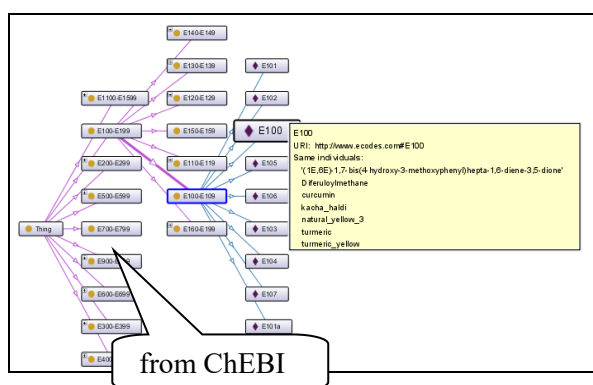 E140-E149
E130-E139
E101
E1100-E1599
E120-E129
E102
E100-E199
E150-E159
E100
E200-E299
E110-E119
E105
E500-E599
E100-E109
E106
Thing
E700-E799
E160-E199
E103
E104
E600-E699
E107
E300-E399
E101a
E100
URI: http://www.ecodes.com#E100
Same individuals:
'(1E,6E)-1,7-bis(4-hydroxy-3-methoxyphenyl)hepta-1,6-diene-3,5-dione'
Diferuloylmethane
curcumin
kacha_haldi
natural_yellow_3
turmeric
turmeric_yellow
from ChEBI